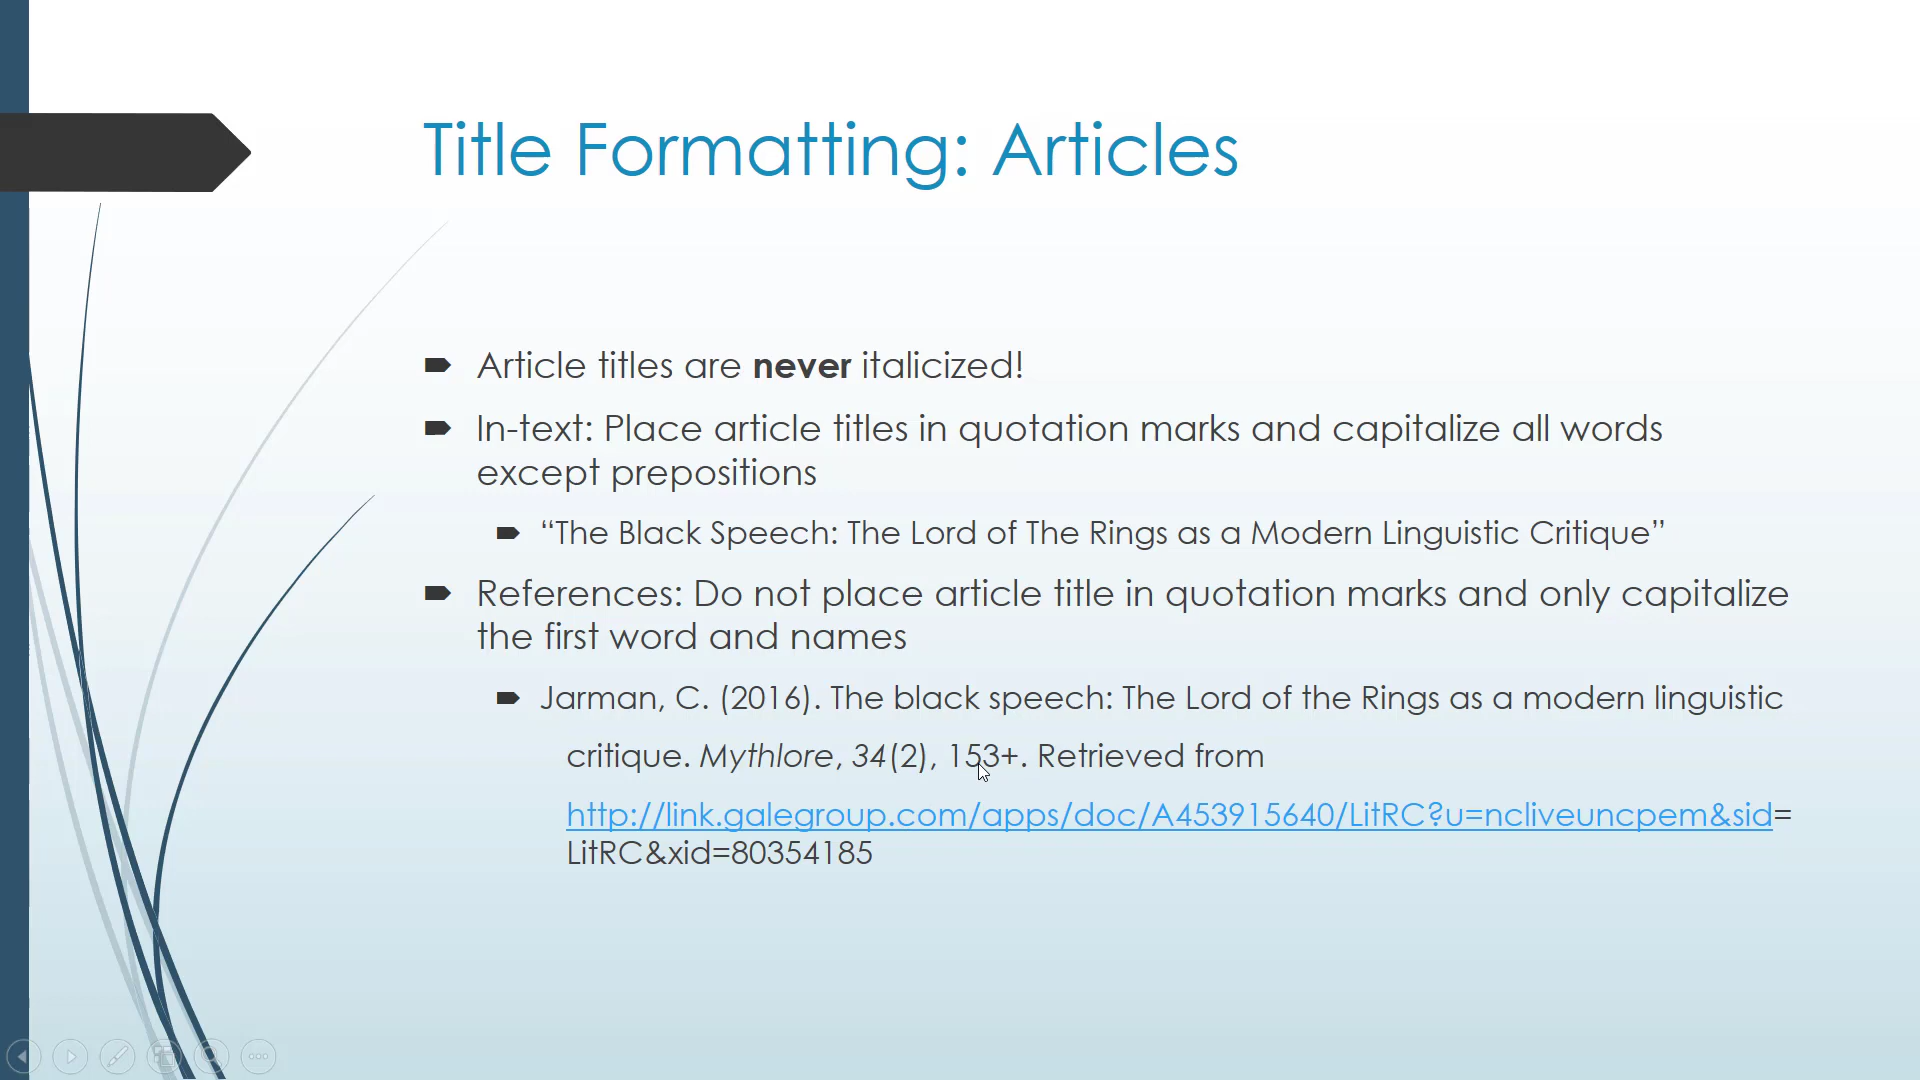 Title Formatting: Articles
Article titles are never italicized!
In-text: Place article titles in quotation marks and capitalize all words
except prepositions
“The Black Speech: The Lord of The Rings as a Modern Linguistic Critique”
References: Do not place article title in quotation marks and only capitalize
the first word and names
Jarman, C. (2016). The black speech: The Lord of the Rings as a modern linguistic
critique. Mythlore, 34(2), 153+. Retrieved from
http://link.galegroup.com/apps/doc/A453915640/LitRC?u=ncliveuncpem&sid=
LitRC&xid=80354185